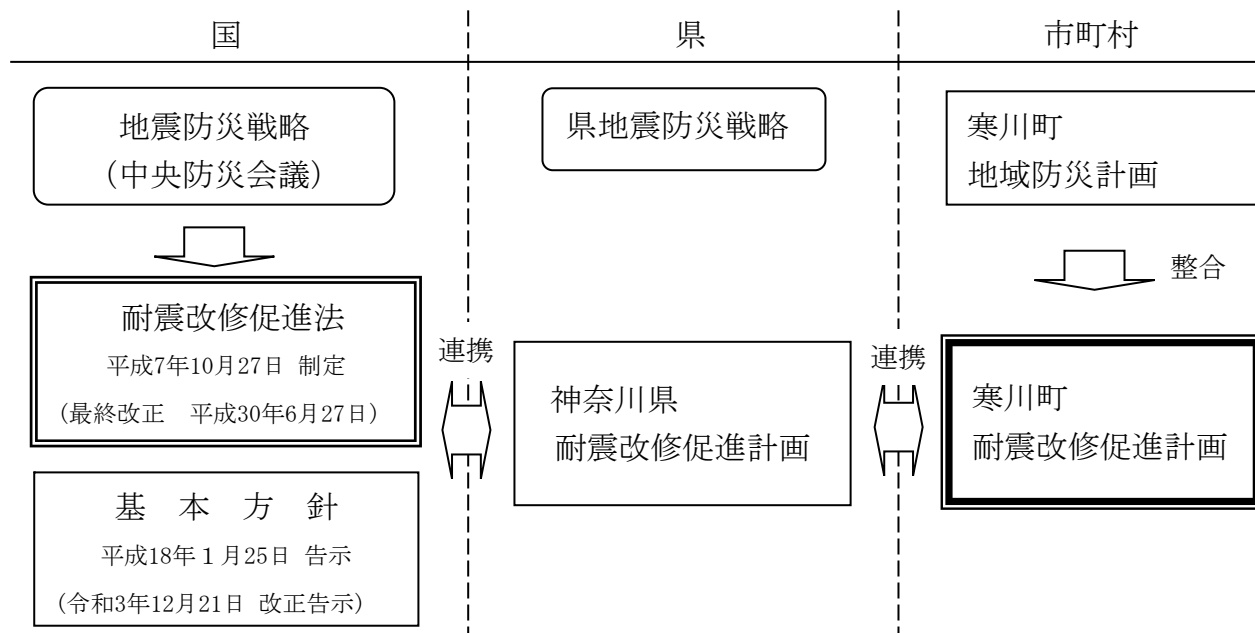 国
県
市町村
地震防災戦略
(中央防災会議)
耐震改修促進法
平成7年10月27日 制定
(最終改正　平成30年6月27日)
基　本　方　針
平成18年１月25日 告示
(令和3年12月21日 改正告示)
連携
県地震防災戦略
神奈川県
耐震改修促進計画
連携
寒川町
地域防災計画
整合
寒川町
耐震改修促進計画